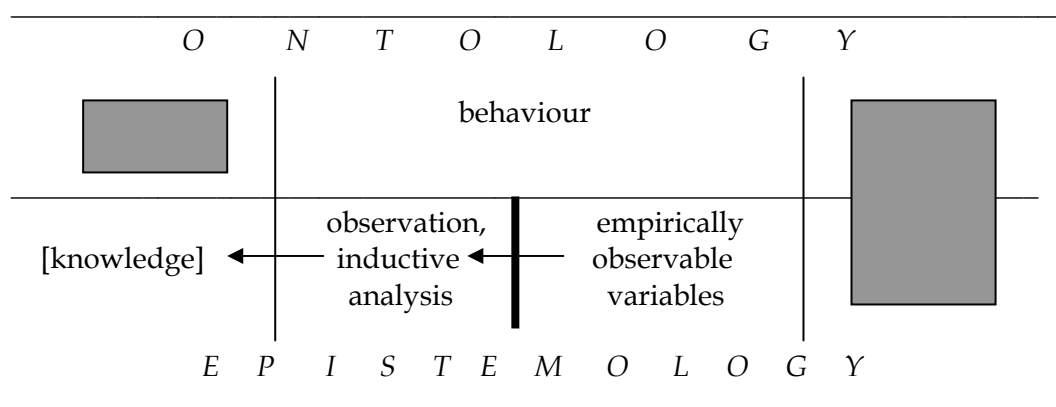 O N T O L O G Y
behaviour
observation,
inductive
analysis
empirically
observable
variables
[knowledge]
E P I S T E M O L O G Y